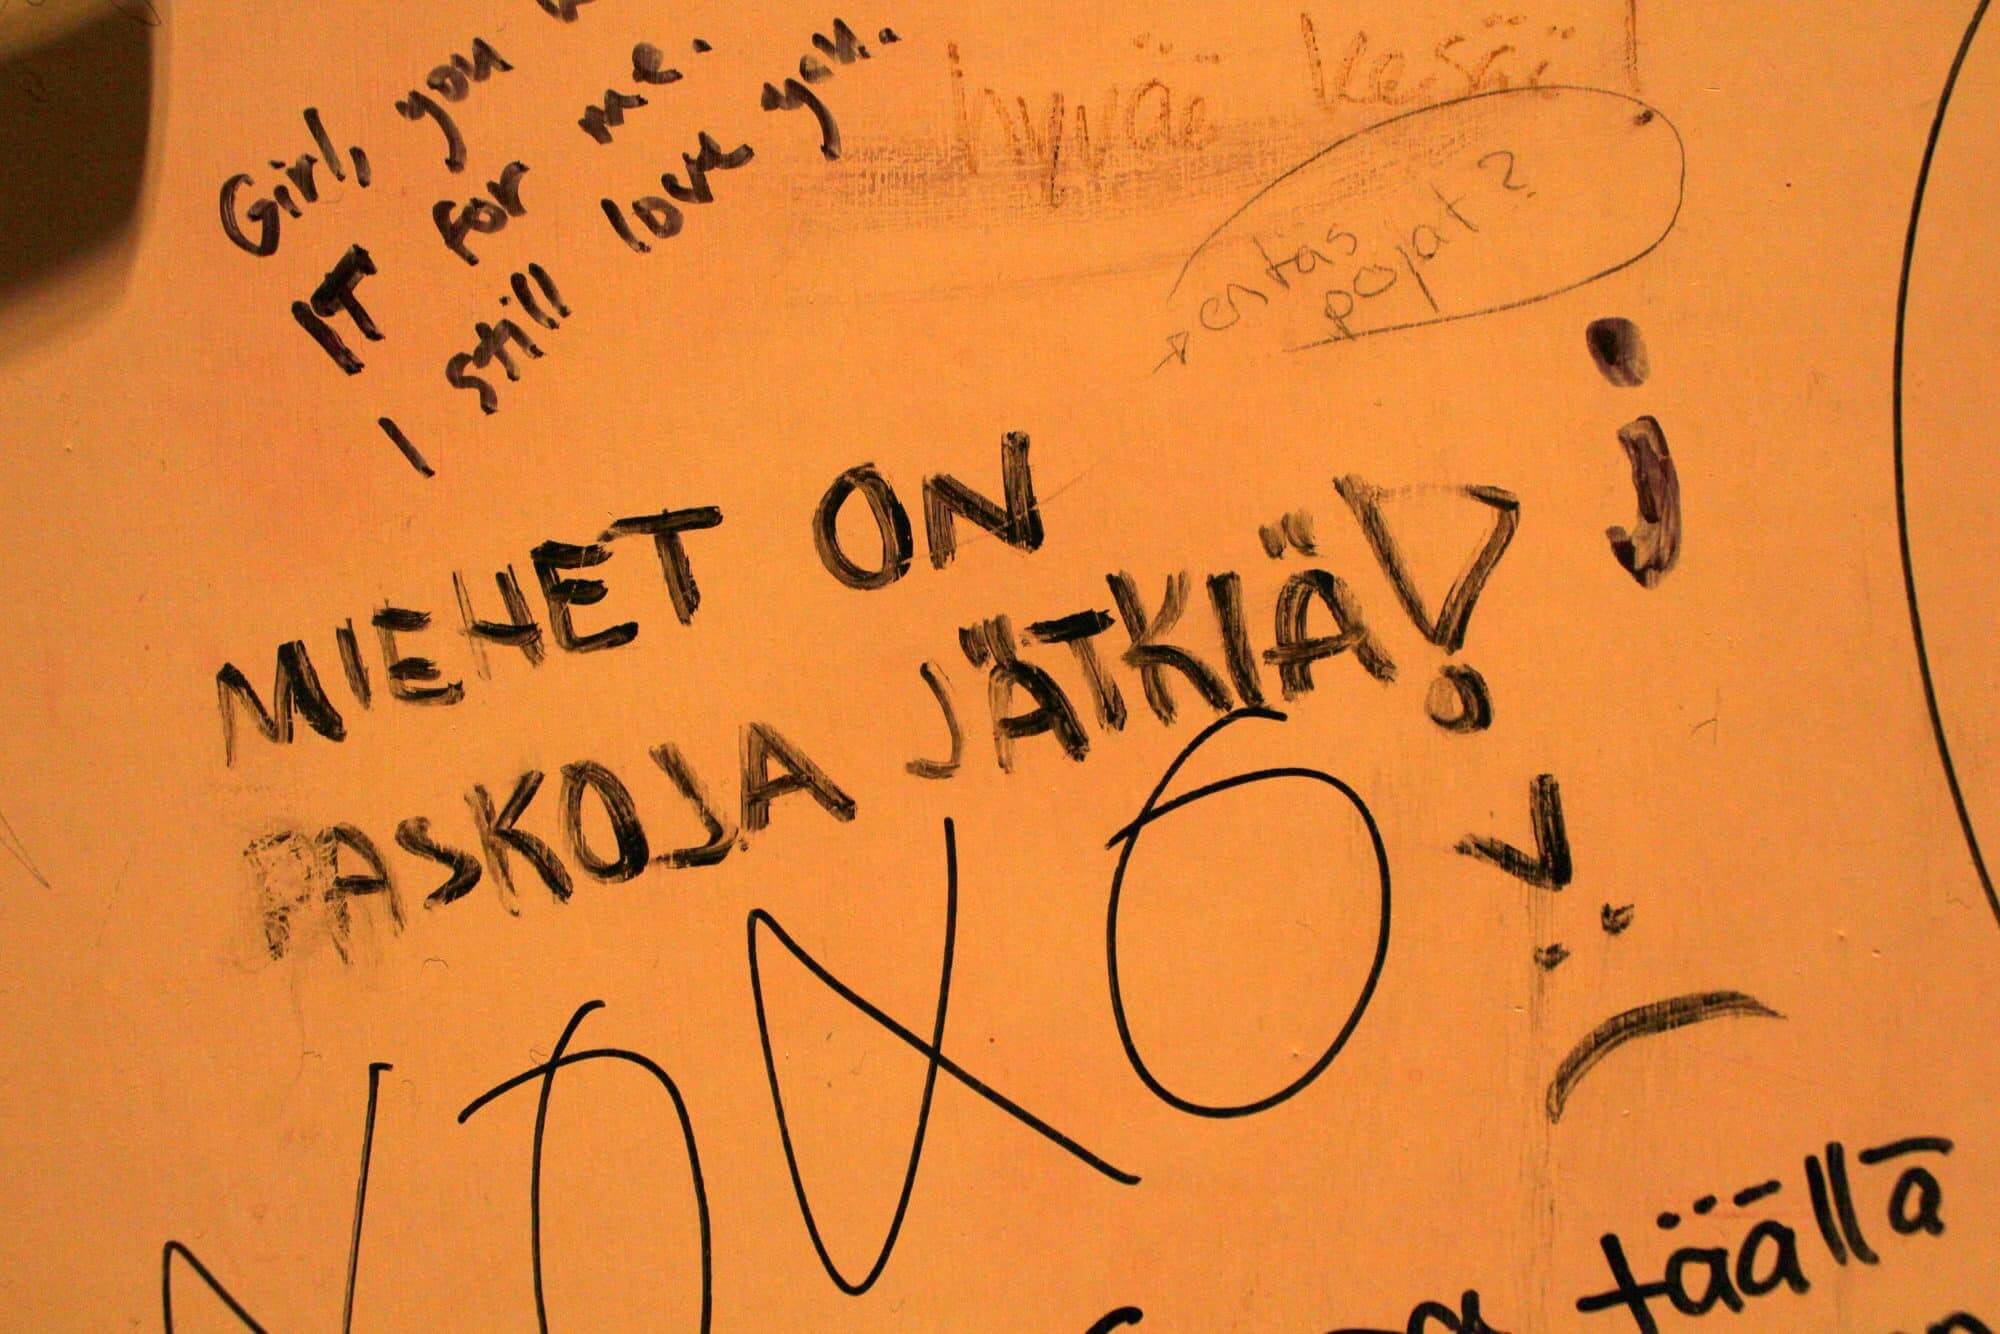 Girl, you
IT for me.
I still love you.
hyvää kesää!
entäs
pojat?
MIEHET ON
PASKOJA JÄTKIÄ!
XOXO
täällä